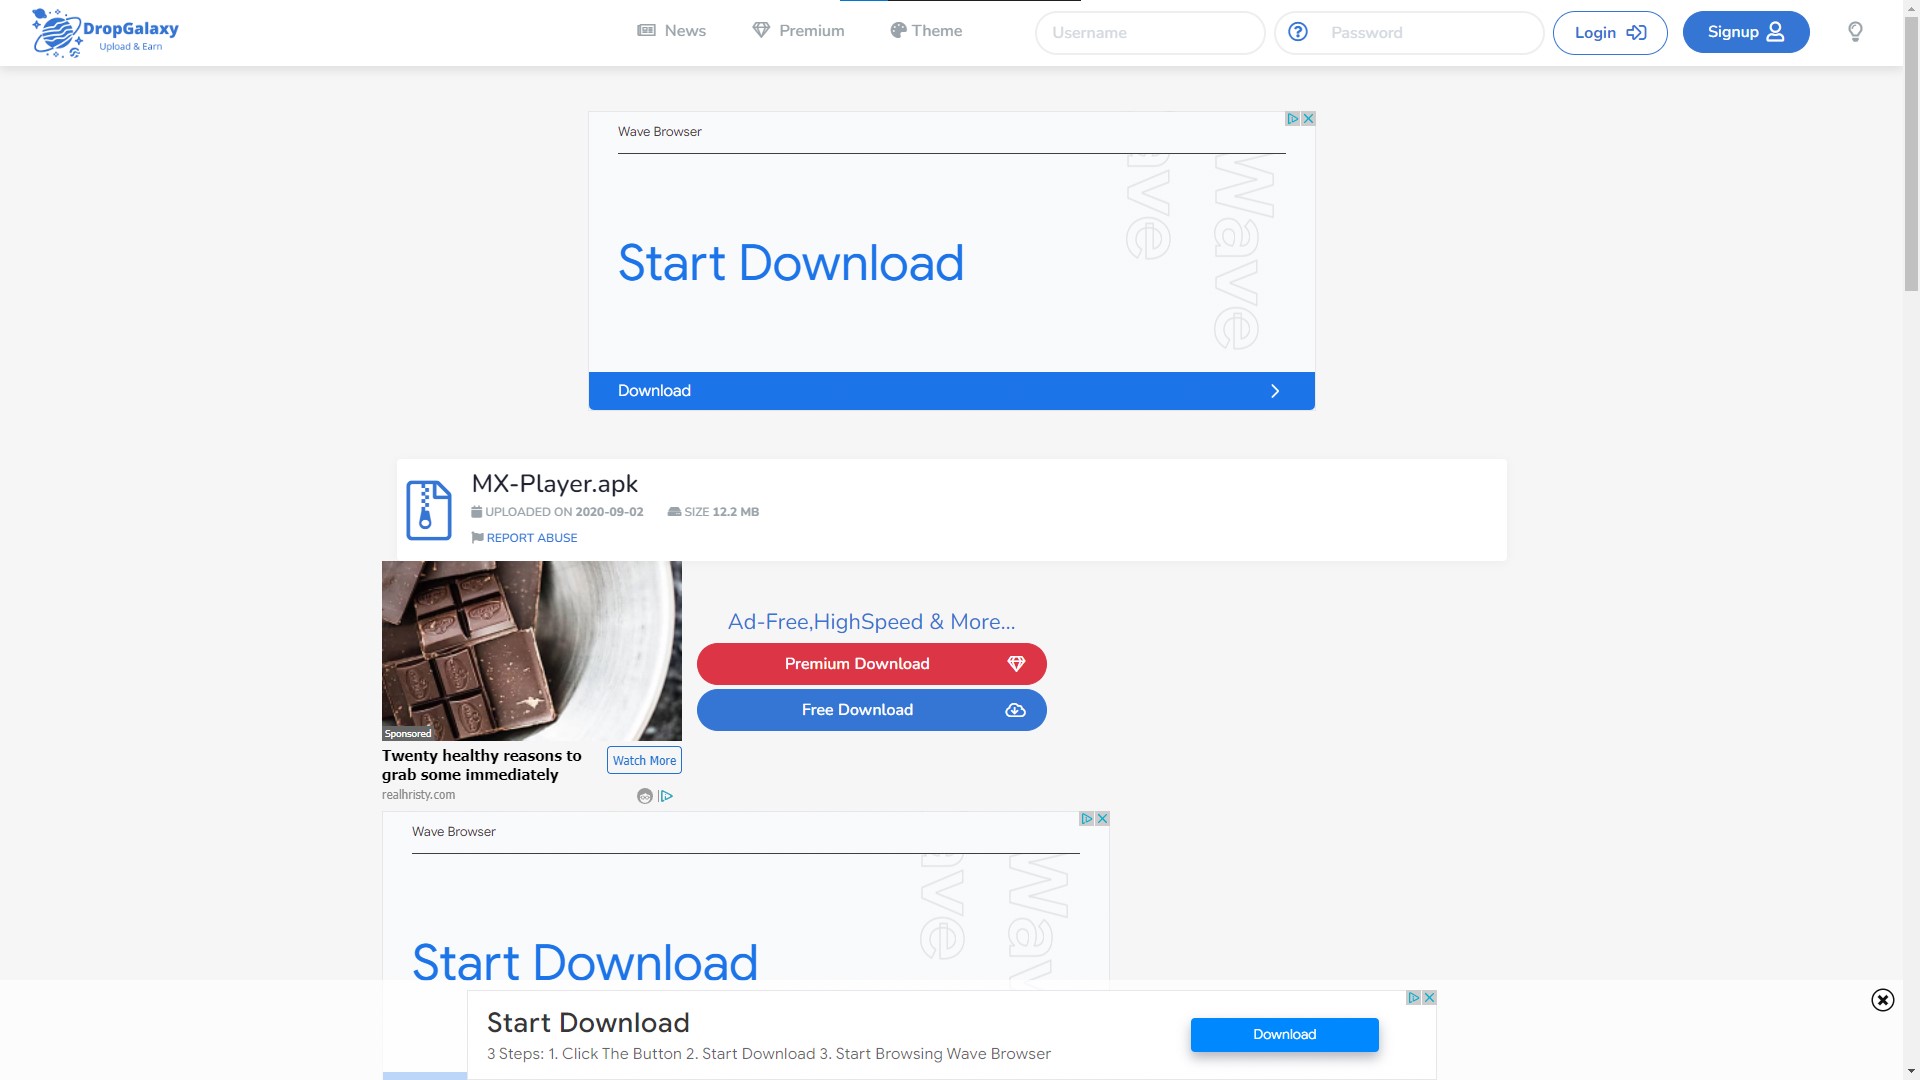 DropGalaxy
Upload & Earn
News
Premium
Theme
Username
Password
Login
Signup
Wave Browser
Wave
ave
Start Download
Download
MX-Player.apk
UPLOADED ON 2020-09-02
SIZE 12.2 MB
REPORT ABUSE
Sponsored
Twenty healthy reasons to
grab some immediately
Watch More
realhristy.com
Ad-Free,HighSpeed & More...
Premium Download
Free Download
Wave Browser
Wav
ave
Start Download
Start Download
3 Steps: 1. Click The Button 2. Start Download 3. Start Browsing Wave Browser
Download